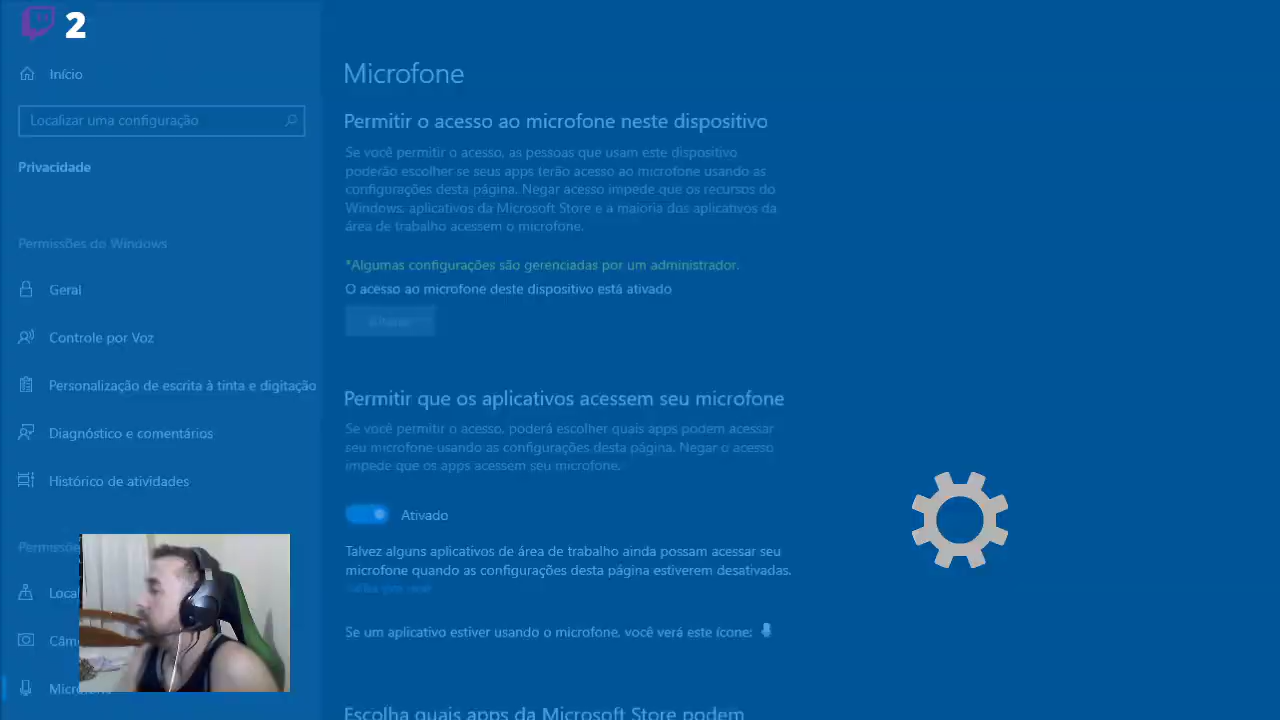 2
Início
Localizar uma configuração
Privacidade
Permissões do Windows
Geral
Controle por Voz
Personalização de escrita à tinta e digitação
Diagnóstico e comentários
Histórico de atividades
Microfone
Permitir o acesso ao microfone neste dispositivo
Se você permitir o acesso, as pessoas que usam este dispositivo
poderão escolher se seus apps terão acesso ao microfone usando as
configurações desta página. Negar acesso impede que os recursos do
Windows, aplicativos da Microsoft Store e a maioria dos aplicativos da
área de trabalho acessem o microfone.
*Algumas configurações são gerenciadas por um administrador.
O acesso ao microfone deste dispositivo está ativado
Permitir que os aplicativos acessem seu microfone
Se você permitir o acesso, poderá escolher quais apps podem acessar
seu microfone usando as configurações desta página. Negar o acesso
impede que os apps acessem seu microfone.
Ativado
Talvez alguns aplicativos de área de trabalho ainda possam acessar seu
microfone quando as configurações desta página estiverem desativadas.
Se um aplicativo estiver usando o microfone, você verá este ícone:
Escolha quais apps da Microsoft Store podem